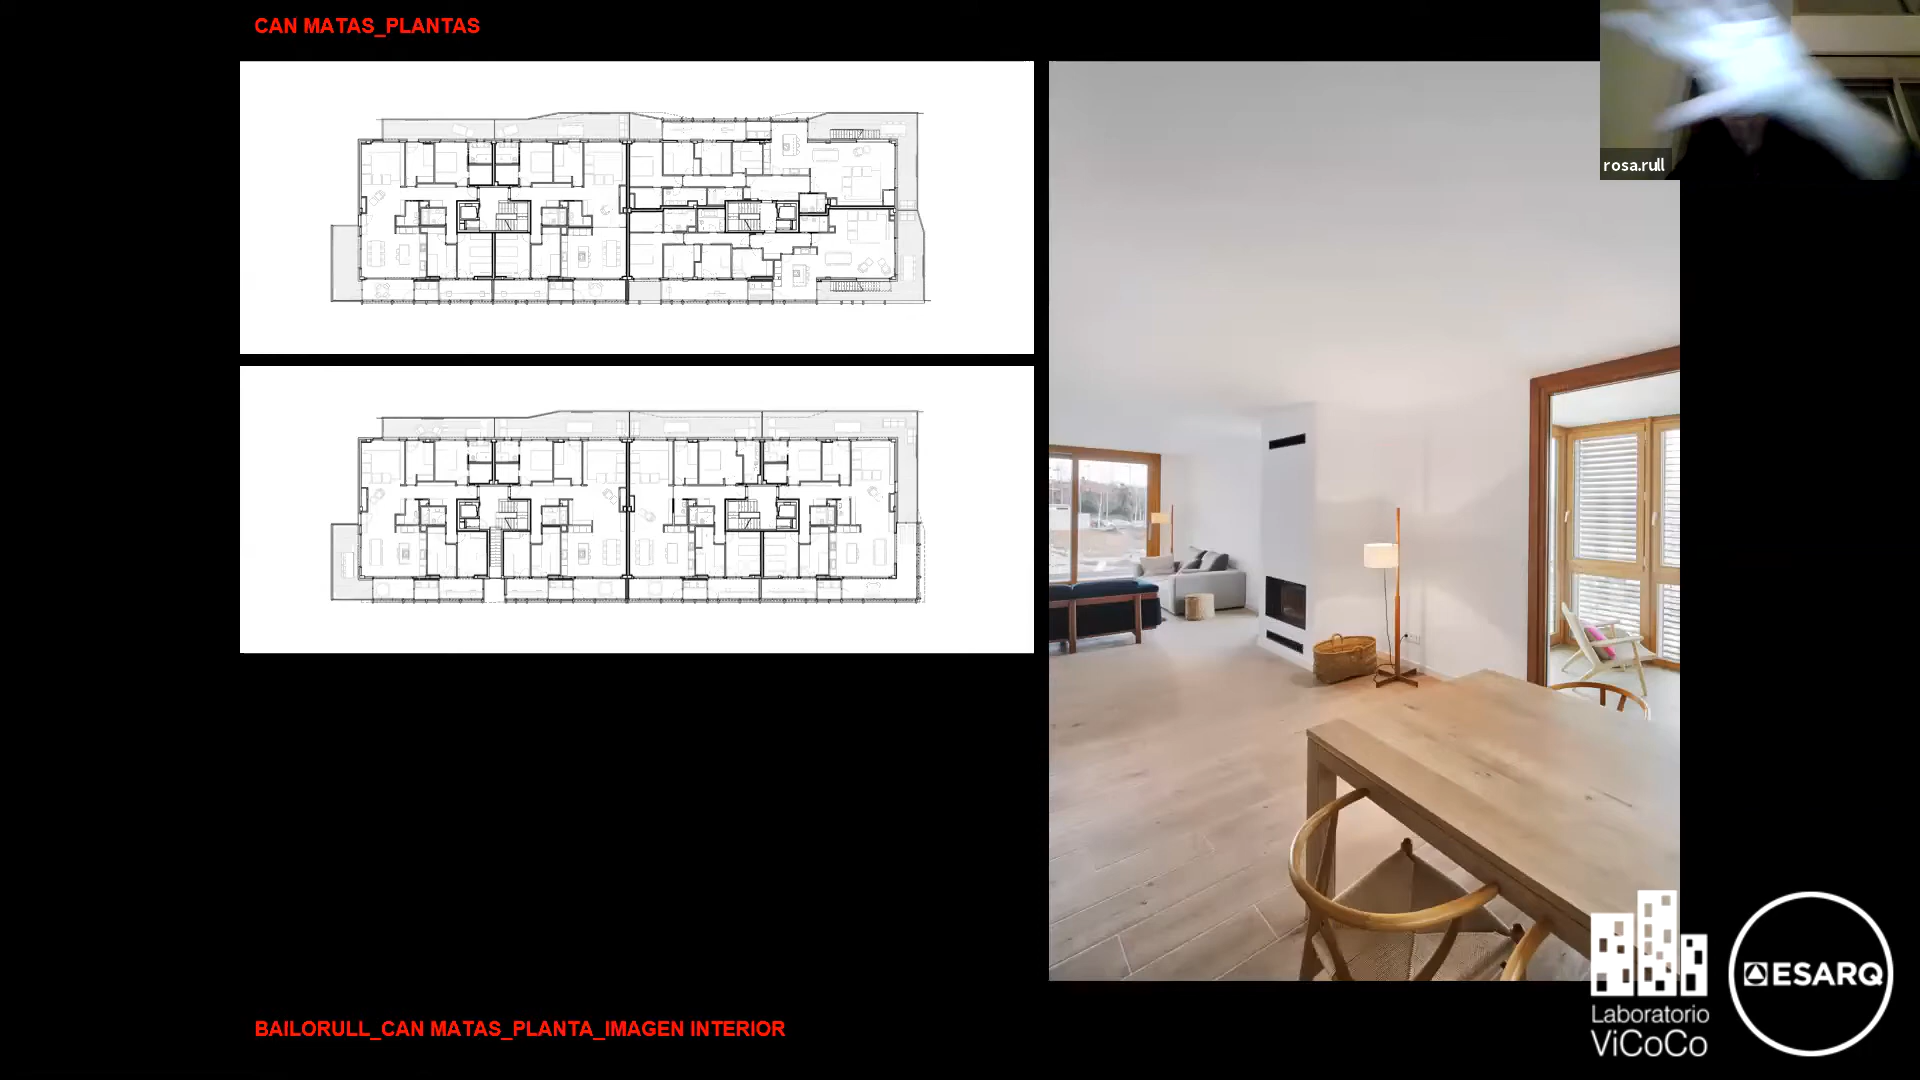 CAN MATAS_PLANTAS
rosa.rull
BAILORULL_CAN MATAS_PLANTA_IMAGEN INTERIOR
Laboratorio
ViCoCo
ESARQ